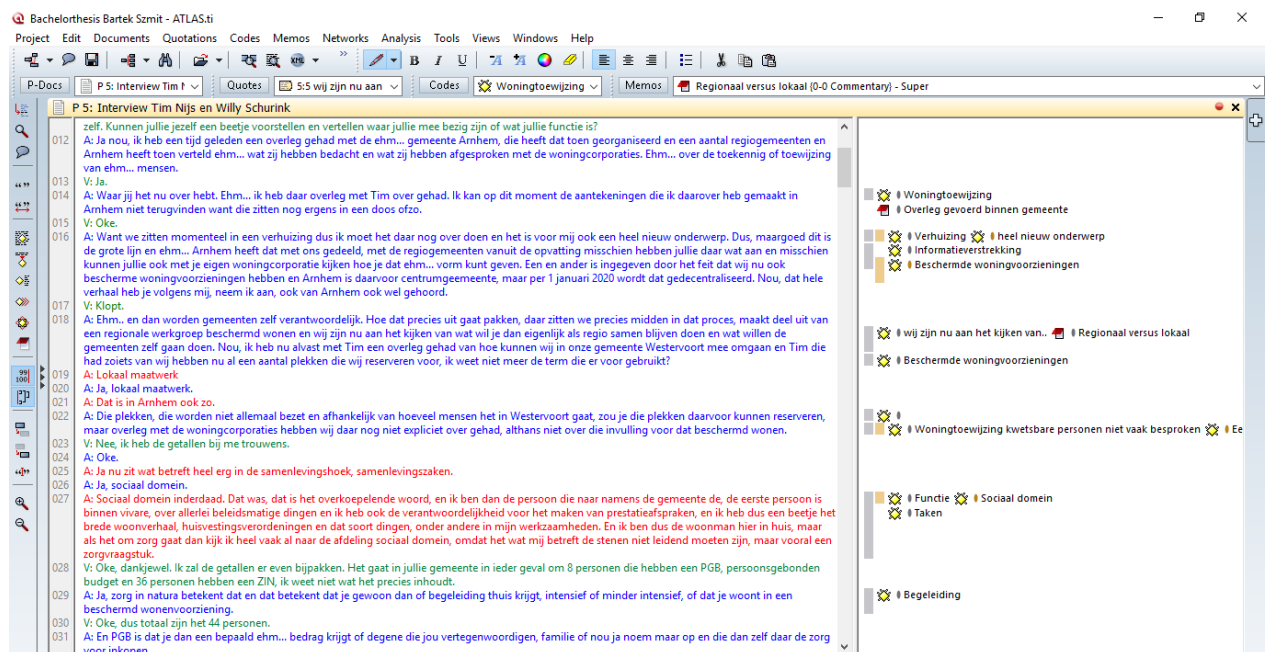 Bachelorthesis Bartek Szmit - ATLAS.ti
Project Edit Documents Quotations Codes Memos Networks Analysis Tools Views Windows Help
P-Docs P 5: Interview Tim N Quotes 5:5 wij zijn nu aan Codes Woningtoewijzing Memos Regionaal versus lokaal {0-0 Commentary} - Super
P 5: Interview Tim Nijs en Willy Schurink
zelf. Kunnen jullie jezelf een beetje voorstellen en vertellen waar jullie mee bezig zijn of wat jullie functie is?
012 A: Ja nou, ik heb een tijd geleden een overleg gehad met de ehm... gemeente Arnhem, die heeft dat toen georganiseerd en een aantal regiogemeenten en
Arnhem heeft toen verteld ehm... wat zij hebben bedacht en wat zij hebben afgesproken met de woningcorporaties. Ehm... over de toekennig of toewijzing
van ehm... mensen.
013 V: Ja.
014 A: Waar jij het nu over hebt. Ehm... ik heb daar overleg met Tim over gehad. Ik kan op dit moment de aantekeningen die ik daarover heb gemaakt in
Arnhem niet terugvinden want die zitten nog ergens in een doos ofzo.
015 V: Oke.
016 A: Want we zitten momenteel in een verhuizing dus ik moet het daar nog over doen en het is voor mij ook een heel nieuw onderwerp. Dus, maargoed dit is
de grote lijn en ehm... Arnhem heeft dat met ons gedeeld, met de regiogemeenten vanuit de opvatting misschien hebben jullie daar wat aan en misschien
kunnen jullie ook met je eigen woningcorporatie kijken hoe je dat ehm... vorm kunt geven. Een en ander is ingegeven door het feit dat wij nu ook
bescherme woningvoorzieningen hebben en Arnhem is daarvoor centrumgemeente, maar per 1 januari 2020 wordt dat gedecentraliseerd. Nou, dat hele
verhaal heb je volgens mij, neem ik aan, ook van Arnhem ook wel gehoord.
017 V: Klopt.
018 A: Ehm.. en dan worden gemeenten zelf verantwoordelijk. Hoe dat precies uit gaat pakken, daar zitten we precies midden in dat proces, maakt deel uit van
een regionale werkgroep beschermd wonen en wij zijn nu aan het kijken van wat wil je dan eigenlijk als regio samen blijven doen en wat willen de
gemeenten zelf gaan doen. Nou, ik heb nu alvast met Tim een overleg gehad van hoe kunnen wij in onze gemeente Westervoort mee omgaan en Tim die
had zoiets van wij hebben nu al een aantal plekken die wij reserveren voor, ik weet niet meer de term die er voor gebruikt?
019 A: Lokaal maatwerk
020 A: Ja, lokaal maatwerk.
021 A: Dat is in Arnhem ook zo.
022 A: Die plekken, die worden niet allemaal bezet en afhankelijk van hoeveel mensen het in Westervoort gaat, zou je die plekken daarvoor kunnen reserveren,
maar overleg met de woningcorporaties hebben wij daar nog niet expliciet over gehad, althans niet over die invulling voor dat beschermd wonen.
023 V: Nee, ik heb de getallen bij me trouwens.
024 A: Oke.
025 A: Ja nu zit wat betreft heel erg in de samenlevingshoek, samenlevingszaken.
026 A: Ja, sociaal domein.
027 A: Sociaal domein inderdaad. Dat was, dat is het overkoepelende woord, en ik ben dan de persoon die naar namens de gemeente de, de eerste persoon is
binnen vivare, over allerlei beleidsmatige dingen en ik heb ook de verantwoordelijkheid voor het maken van prestatieafspraken, en ik heb dus een beetje het
brede woonverhaal, huisvestingsverordeningen en dat soort dingen, onder andere in mijn werkzaamheden. En ik ben dus de woonman hier in huis, maar
als het om zorg gaat dan kijk ik heel vaak al naar de afdeling sociaal domein, omdat het wat mij betreft de stenen niet leidend moeten zijn, maar vooral een
zorgvraagstuk.
028 V: Oke, dankjewel. Ik zal de getallen er even bijpakken. Het gaat in jullie gemeente in ieder geval om 8 personen die hebben een PGB, persoonsgebonden
budget en 36 personen hebben een ZIN, ik weet niet wat het precies inhoudt.
029 A: Ja, zorg in natura betekent dat en dat betekent dat je gewoon dan of begeleiding thuis krijgt, intensief of minder intensief, of dat je woont in een
beschermd wonenvoorziening.
030 V: Oke, dus totaal zijn het 44 personen.
031 A: En PGB is dat je dan een bepaald ehm... bedrag krijgt of degene die jou vertegenwoordigen, familie of nou ja noem maar op en die dan zelf daar de zorg
voor inkopen.
Woningtoewijzing
Overleg gevoerd binnen gemeente
Verhuizing heel nieuw onderwerp
Informatieverstrekking
Beschermde woningvoorzieningen
wij zijn nu aan het kijken van.. Regionaal versus lokaal
Beschermde woningvoorzieningen
Woningtoewijzing kwetsbare personen niet vaak besproken Ee
Functie Sociaal domein
Taken
Begeleiding